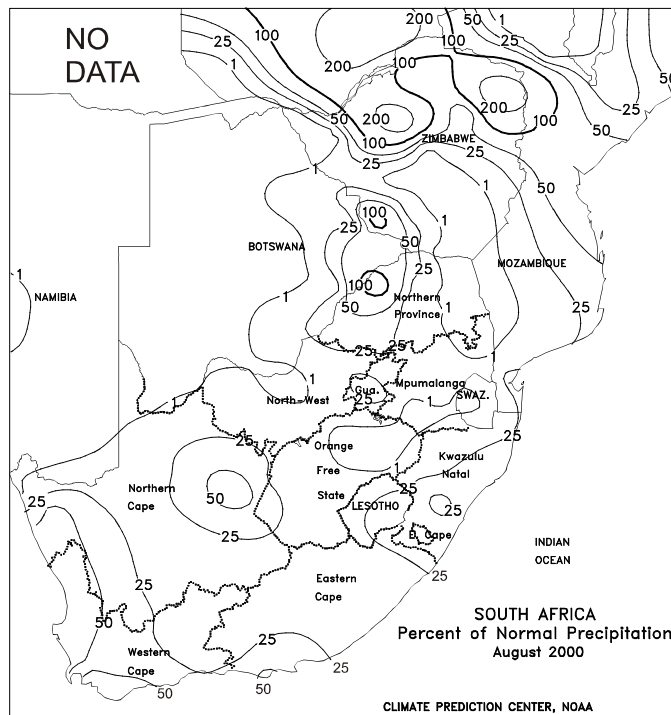 NO
DATA
200
1
50
25
100
100
100
25
50
1
200
200
50
25
50
200
100
50
100
ZIMBABWE
25
25
1
1
50
100
1
25
50
BOTSWANA
25
MOZAMBIQUE
1
NAMIBIA
100
Northern
Province
1
50
25
25
25
1
1
Gua.
Mpumalanga
North-West
25
1
SWAZ.
25
Orange
25
Kwazulu
Natal
1
Free
Northern
Cape
50
State
25
25
LESOTHO
25
25
E. Cape
INDIAN
OCEAN
25
25
Eastern
Cape
50
SOUTH AFRICA
Percent of Normal Precipitation
August 2000
25
Western
Cape
25
50
50
CLIMATE PREDICTION CENTER, NOAA